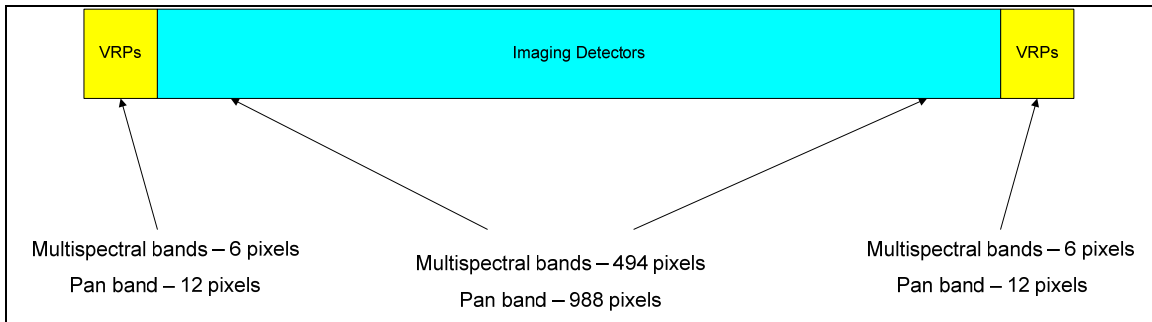 VRPs
Imaging Detectors
VRPs
Multispectral bands – 6 pixels
Pan band – 12 pixels
Multispectral bands – 494 pixels
Pan band – 988 pixels
Multispectral bands – 6 pixels
Pan band – 12 pixels